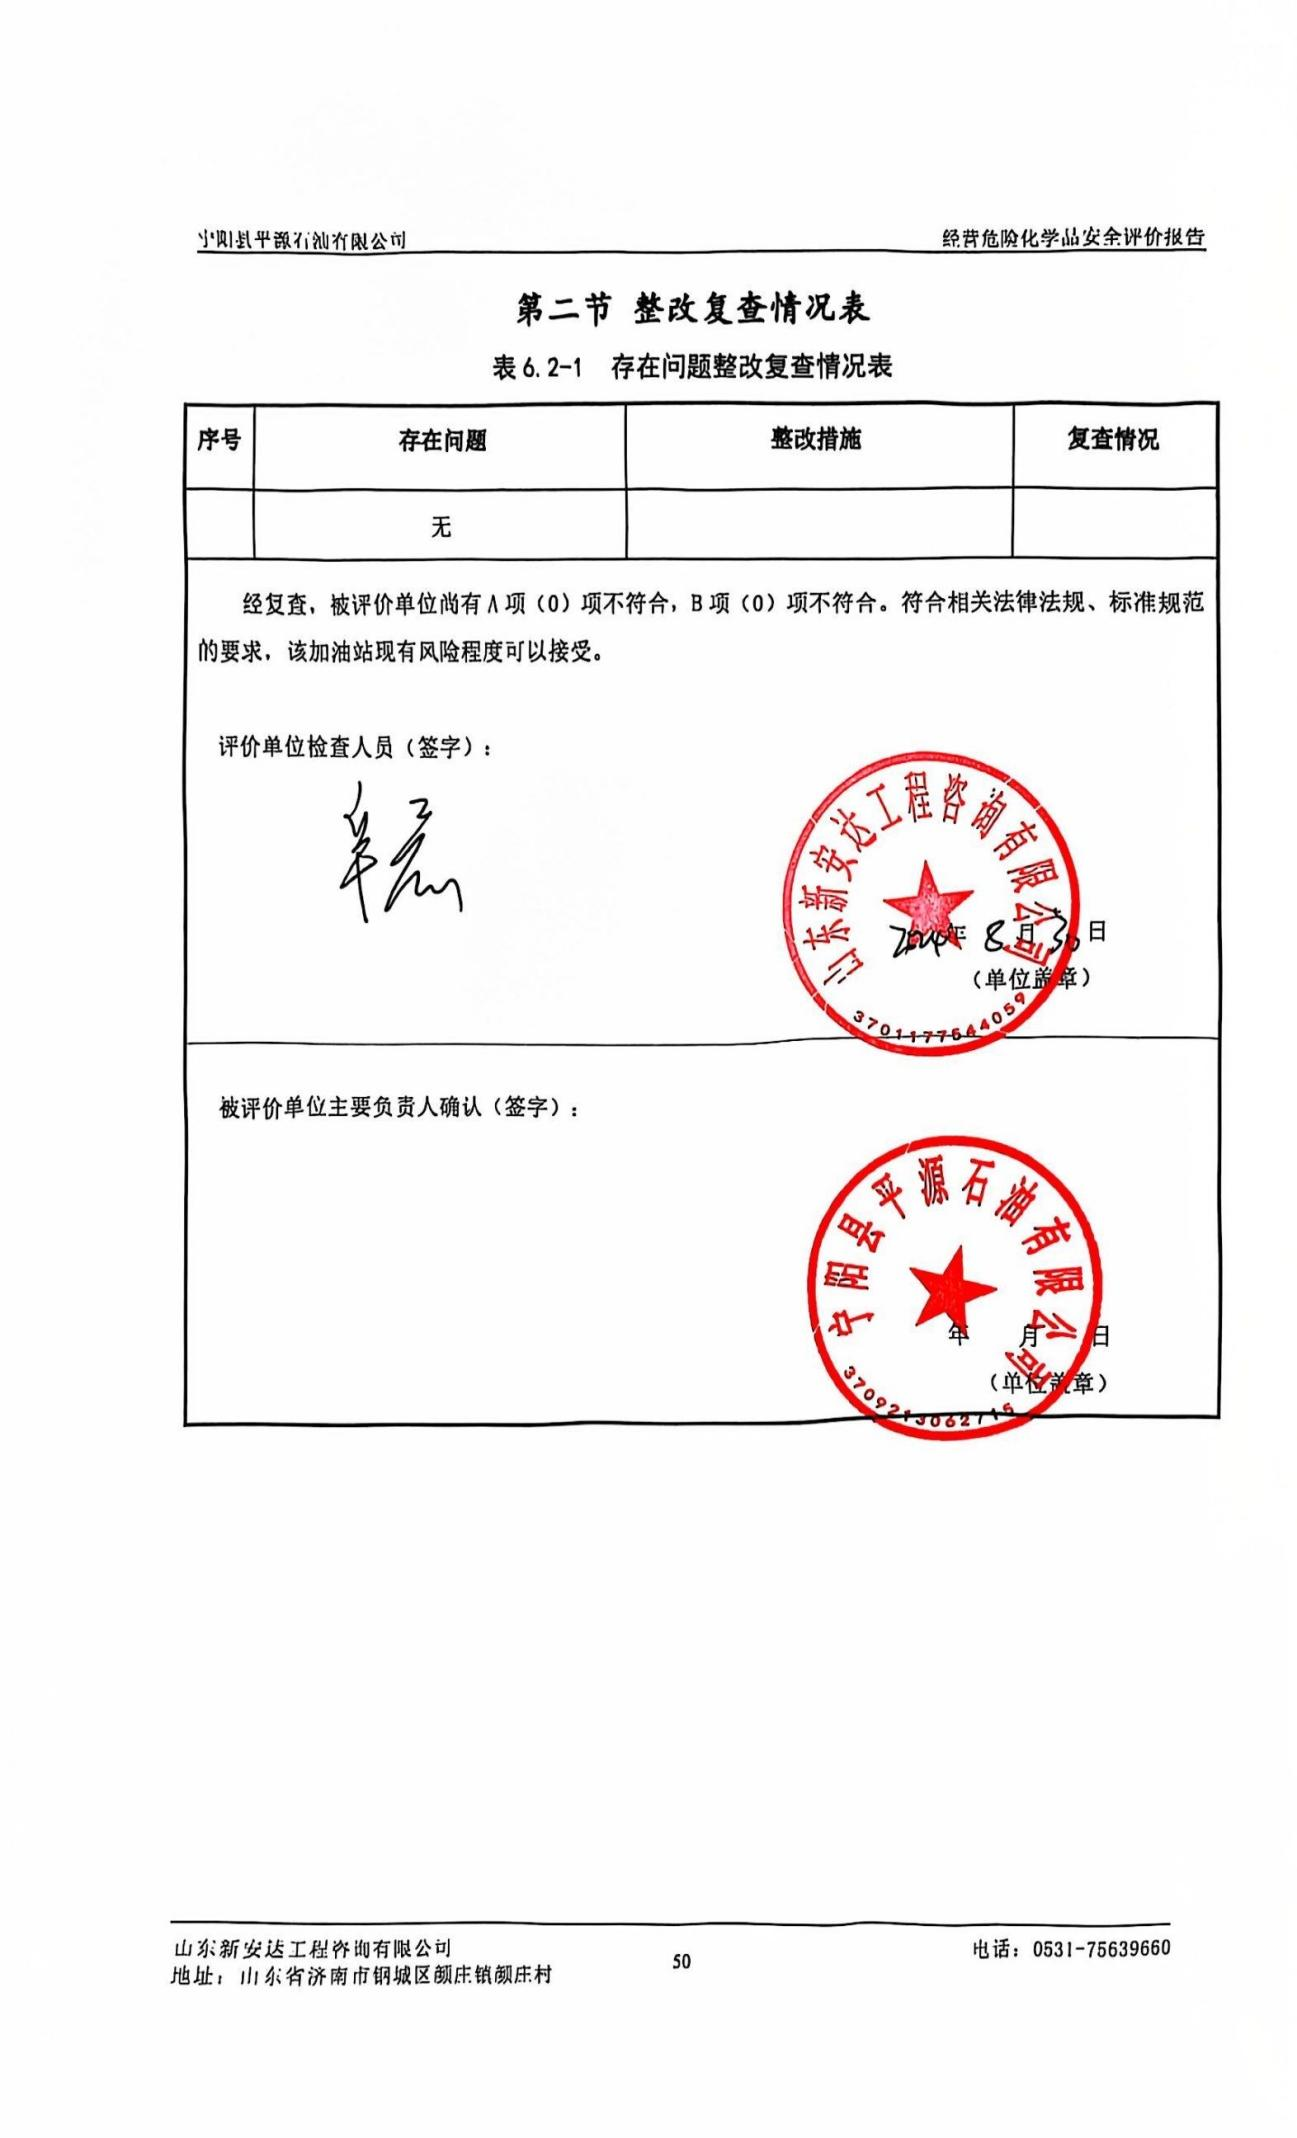 宁阳县平源石油有限公司 经营危险化学品安全评价报告
第二节 整改复查情况表
表 6.2-1 存在问题整改复查情况表
序号 存在问题 整改措施 复查情况
无
经复查，被评价单位尚有 A 项（0）项不符合，B 项（0）项不符合。符合相关法律法规、标准规范
的要求，该加油站现有风险程度可以接受。
评价单位检查人员（签字）：
山东新安达工程咨询有限公司
2024年 8 月 30 日
（单位盖章）
3701177544059
被评价单位主要负责人确认（签字）：
宁阳县平源石油有限公司
年 月 日
（单位盖章）
3709213062715
山东新安达工程咨询有限公司 电话：0531-75639660
50
地址：山东省济南市钢城区颜庄镇颜庄村